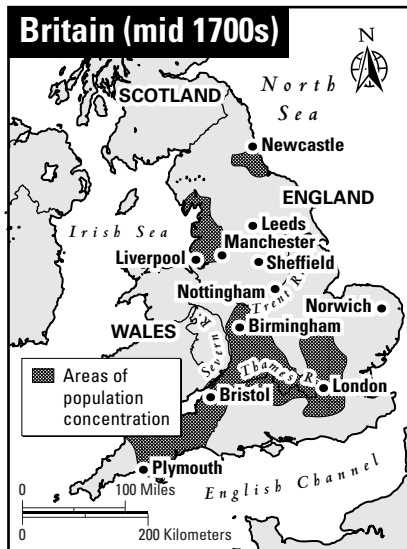 Britain (mid 1700s)
N
North
Sea
SCOTLAND
Newcastle
ENGLAND
Irish Sea
Leeds
Manchester
Liverpool
Sheffield
Nottingham
Trent R.
Norwich
WALES
Severn R.
Birmingham
Areas of
population
concentration
Thames R.
London
Bristol
Plymouth
English Channel
0 100 Miles
0 200 Kilometers